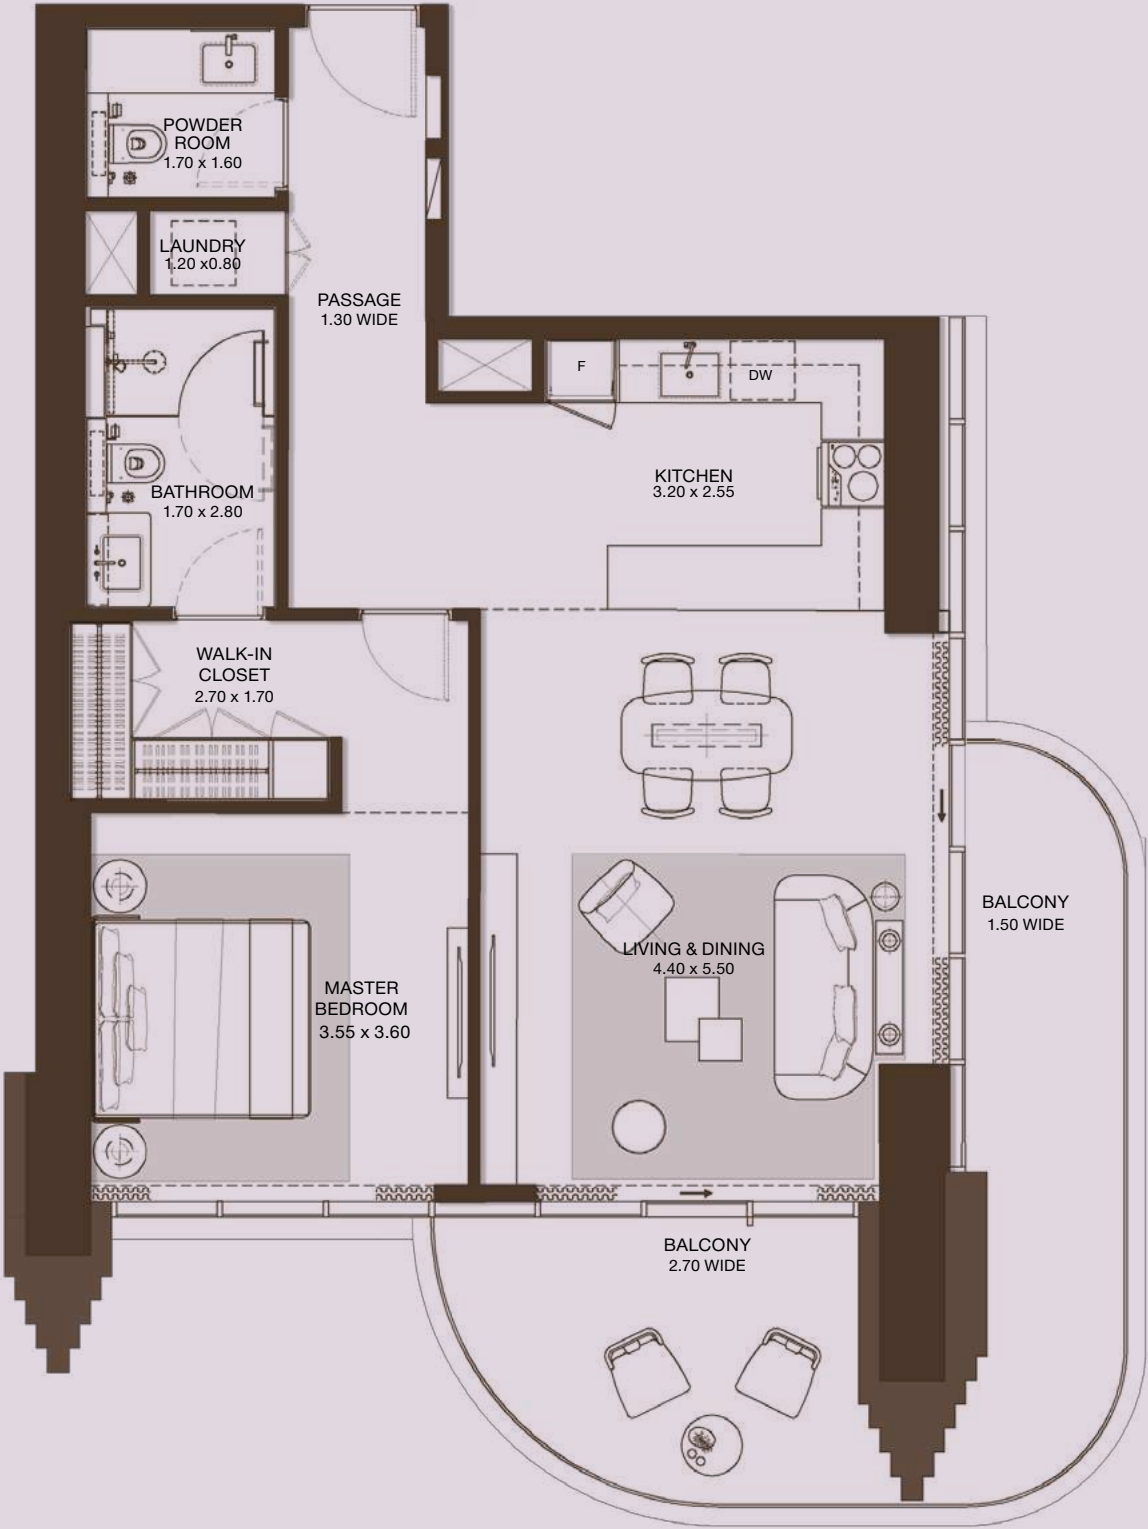 POWDER
ROOM
1.70 x 1.60
LAUNDRY
1.20 x0.80
PASSAGE
1.30 WIDE
F
DW
KITCHEN
3.20 x 2.55
BATHROOM
1.70 x 2.80
WALK-IN
CLOSET
2.70 x 1.70
BALCONY
1.50 WIDE
LIVING & DINING
4.40 x 5.50
MASTER
BEDROOM
3.55 x 3.60
BALCONY
2.70 WIDE